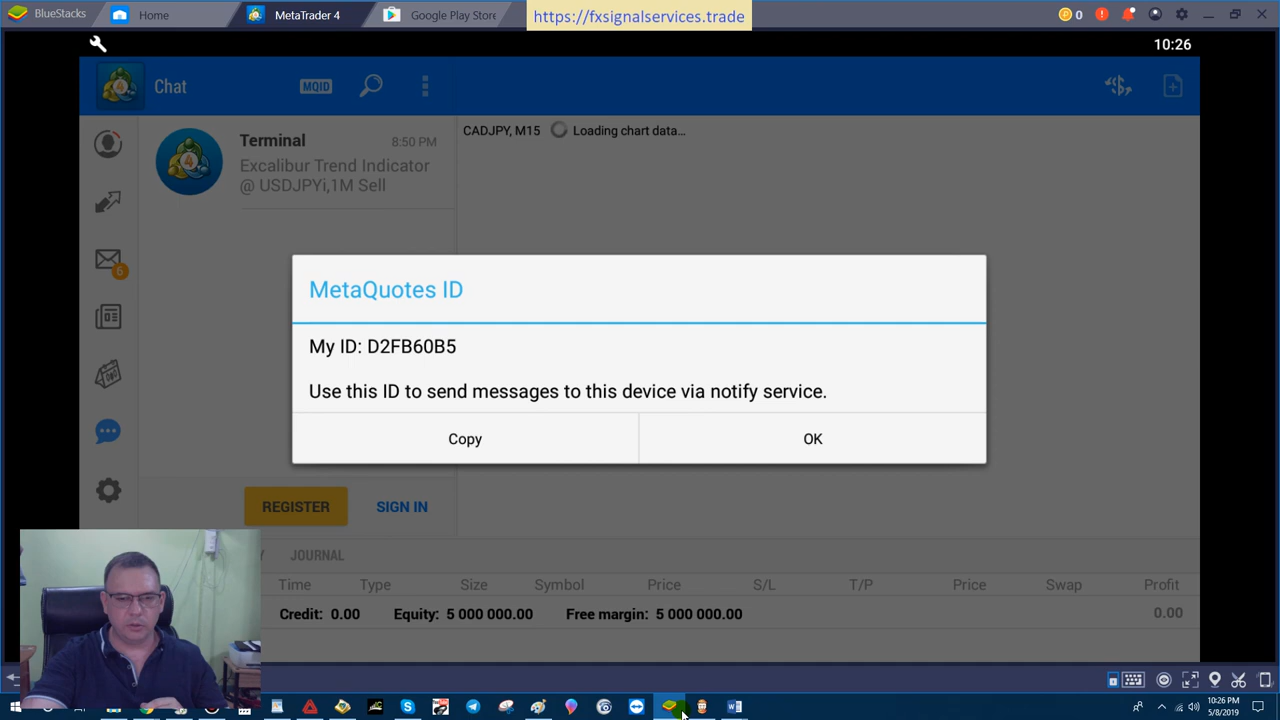 BlueStacks
Home
MetaTrader 4
Google Play Store
https://fxsignalservices.trade
0
10:26
Chat
MQID
Terminal
8:50 PM
Excalibur Trend Indicator
@ USDJPYi,1M Sell
CADJPY, M15
Loading chart data...
6
MetaQuotes ID
My ID: D2FB60B5
Use this ID to send messages to this device via notify service.
Copy
OK
REGISTER
SIGN IN
JOURNAL
Time
Type
Size
Symbol
Price
S/L
T/P
Price
Swap
Profit
Credit: 0.00
Equity: 5 000 000.00
Free margin: 5 000 000.00
0.00
10:26 PM
5/8/2019